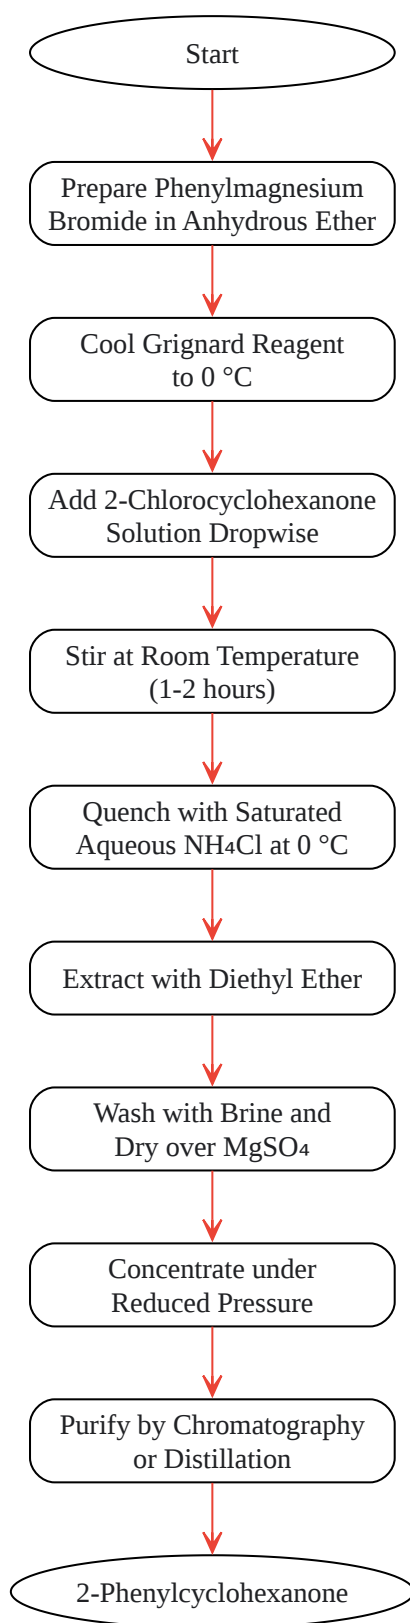 Start
Prepare Phenylmagnesium
Bromide in Anhydrous Ether
Cool Grignard Reagent
to 0 °C
Add 2-Chlorocyclohexanone
Solution Dropwise
Stir at Room Temperature
(1-2 hours)
Quench with Saturated
Aqueous NH₄Cl at 0 °C
Extract with Diethyl Ether
Wash with Brine and
Dry over MgSO₄
Concentrate under
Reduced Pressure
Purify by Chromatography
or Distillation
2-Phenylcyclohexanone